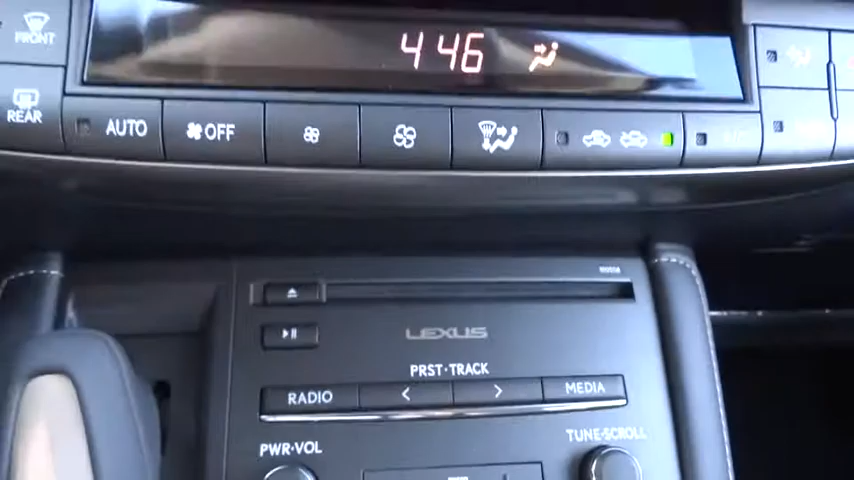 FRONT
4 46
REAR
AUTO
OFF
LEXUS
PRST·TRACK
RADIO
< >
MEDIA
PWR·VOL
TUNE·SCROLL